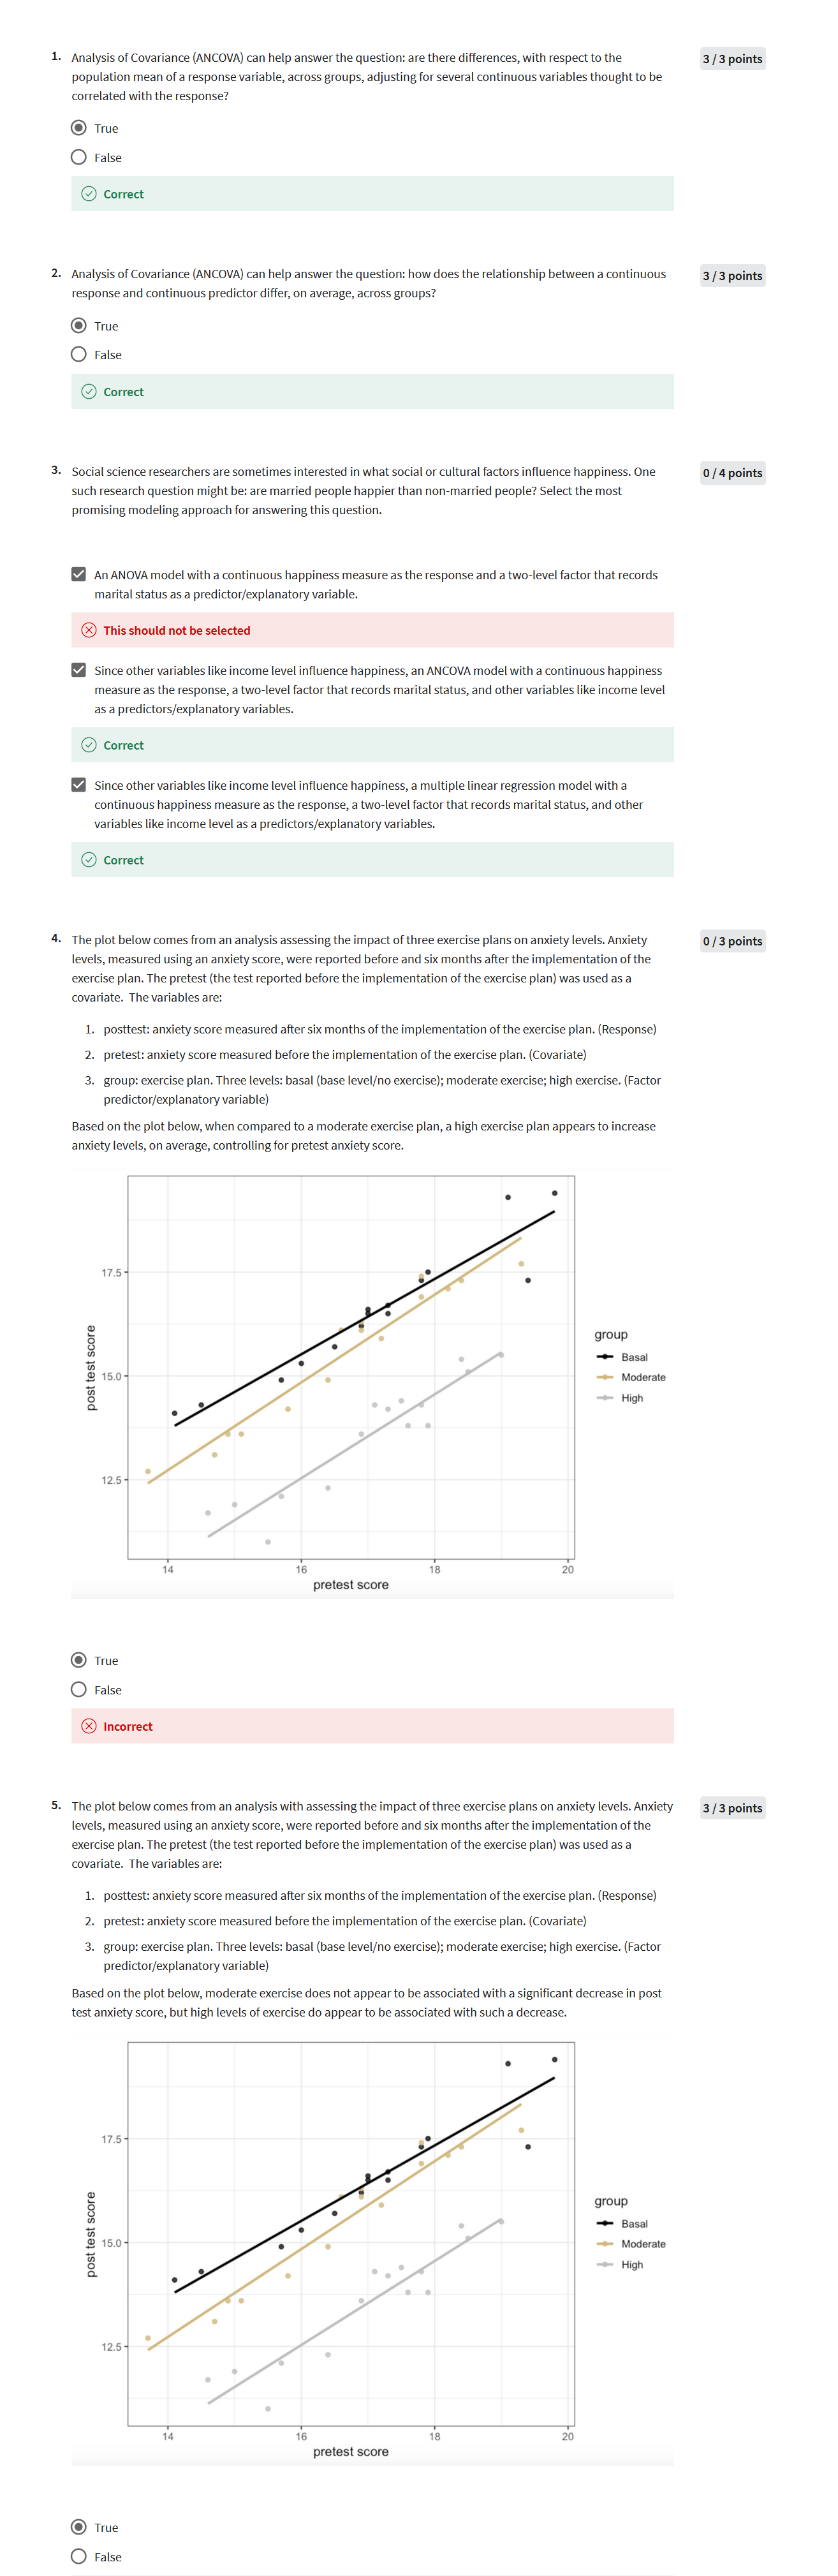 1. Analysis of Covariance (ANCOVA) can help answer the question: are there differences, with respect to the
3 / 3 points
population mean of a response variable, across groups, adjusting for several continuous variables thought to be
correlated with the response?
True
False
Correct
2. Analysis of Covariance (ANCOVA) can help answer the question: how does the relationship between a continuous
3 / 3 points
response and continuous predictor differ, on average, across groups?
True
False
Correct
3. Social science researchers are sometimes interested in what social or cultural factors influence happiness. One
0 / 4 points
such research question might be: are married people happier than non-married people? Select the most
promising modeling approach for answering this question.
An ANOVA model with a continuous happiness measure as the response and a two-level factor that records
marital status as a predictor/explanatory variable.
This should not be selected
Since other variables like income level influence happiness, an ANCOVA model with a continuous happiness
measure as the response, a two-level factor that records marital status, and other variables like income level
as a predictors/explanatory variables.
Correct
Since other variables like income level influence happiness, a multiple linear regression model with a
continuous happiness measure as the response, a two-level factor that records marital status, and other
variables like income level as a predictors/explanatory variables.
Correct
4. The plot below comes from an analysis assessing the impact of three exercise plans on anxiety levels. Anxiety
0 / 3 points
levels, measured using an anxiety score, were reported before and six months after the implementation of the
exercise plan. The pretest (the test reported before the implementation of the exercise plan) was used as a
covariate. The variables are:
1. posttest: anxiety score measured after six months of the implementation of the exercise plan. (Response)
2. pretest: anxiety score measured before the implementation of the exercise plan. (Covariate)
3. group: exercise plan. Three levels: basal (base level/no exercise); moderate exercise; high exercise. (Factor
predictor/explanatory variable)
Based on the plot below, when compared to a moderate exercise plan, a high exercise plan appears to increase
anxiety levels, on average, controlling for pretest anxiety score.
17.5
15.0
12.5
post test score
14
16
18
20
pretest score
group
Basal
Moderate
High
True
False
Incorrect
5. The plot below comes from an analysis with assessing the impact of three exercise plans on anxiety levels. Anxiety
3 / 3 points
levels, measured using an anxiety score, were reported before and six months after the implementation of the
exercise plan. The pretest (the test reported before the implementation of the exercise plan) was used as a
covariate. The variables are:
1. posttest: anxiety score measured after six months of the implementation of the exercise plan. (Response)
2. pretest: anxiety score measured before the implementation of the exercise plan. (Covariate)
3. group: exercise plan. Three levels: basal (base level/no exercise); moderate exercise; high exercise. (Factor
predictor/explanatory variable)
Based on the plot below, moderate exercise does not appear to be associated with a significant decrease in post
test anxiety score, but high levels of exercise do appear to be associated with such a decrease.
17.5
15.0
12.5
post test score
14
16
18
20
pretest score
group
Basal
Moderate
High
True
False